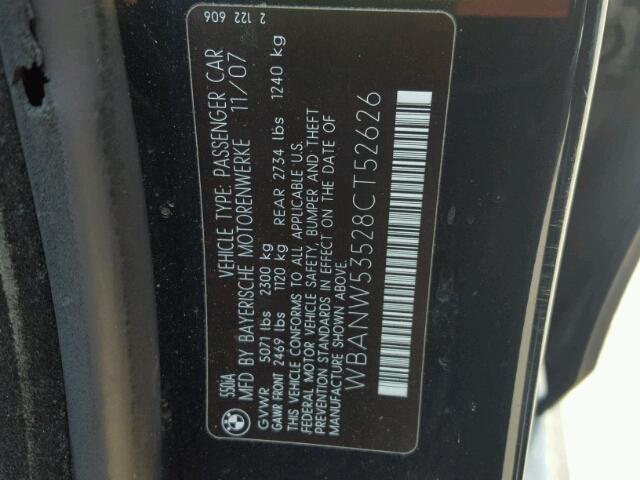 550iA VEHICLE TYPE: PASSENGER CAR
MFD BY BAYERISCHE MOTORENWERKE 11/07
GVWR 5071 lbs 2300 kg
GAWR FRONT 2469 lbs 1120 kg REAR 2734 lbs 1240 kg
THIS VEHICLE CONFORMS TO ALL APPLICABLE U.S.
FEDERAL MOTOR VEHICLE SAFETY, BUMPER AND THEFT
PREVENTION STANDARDS IN EFFECT ON THE DATE OF
MANUFACTURE SHOWN ABOVE.
WBANW53528CT52626
2 122 606